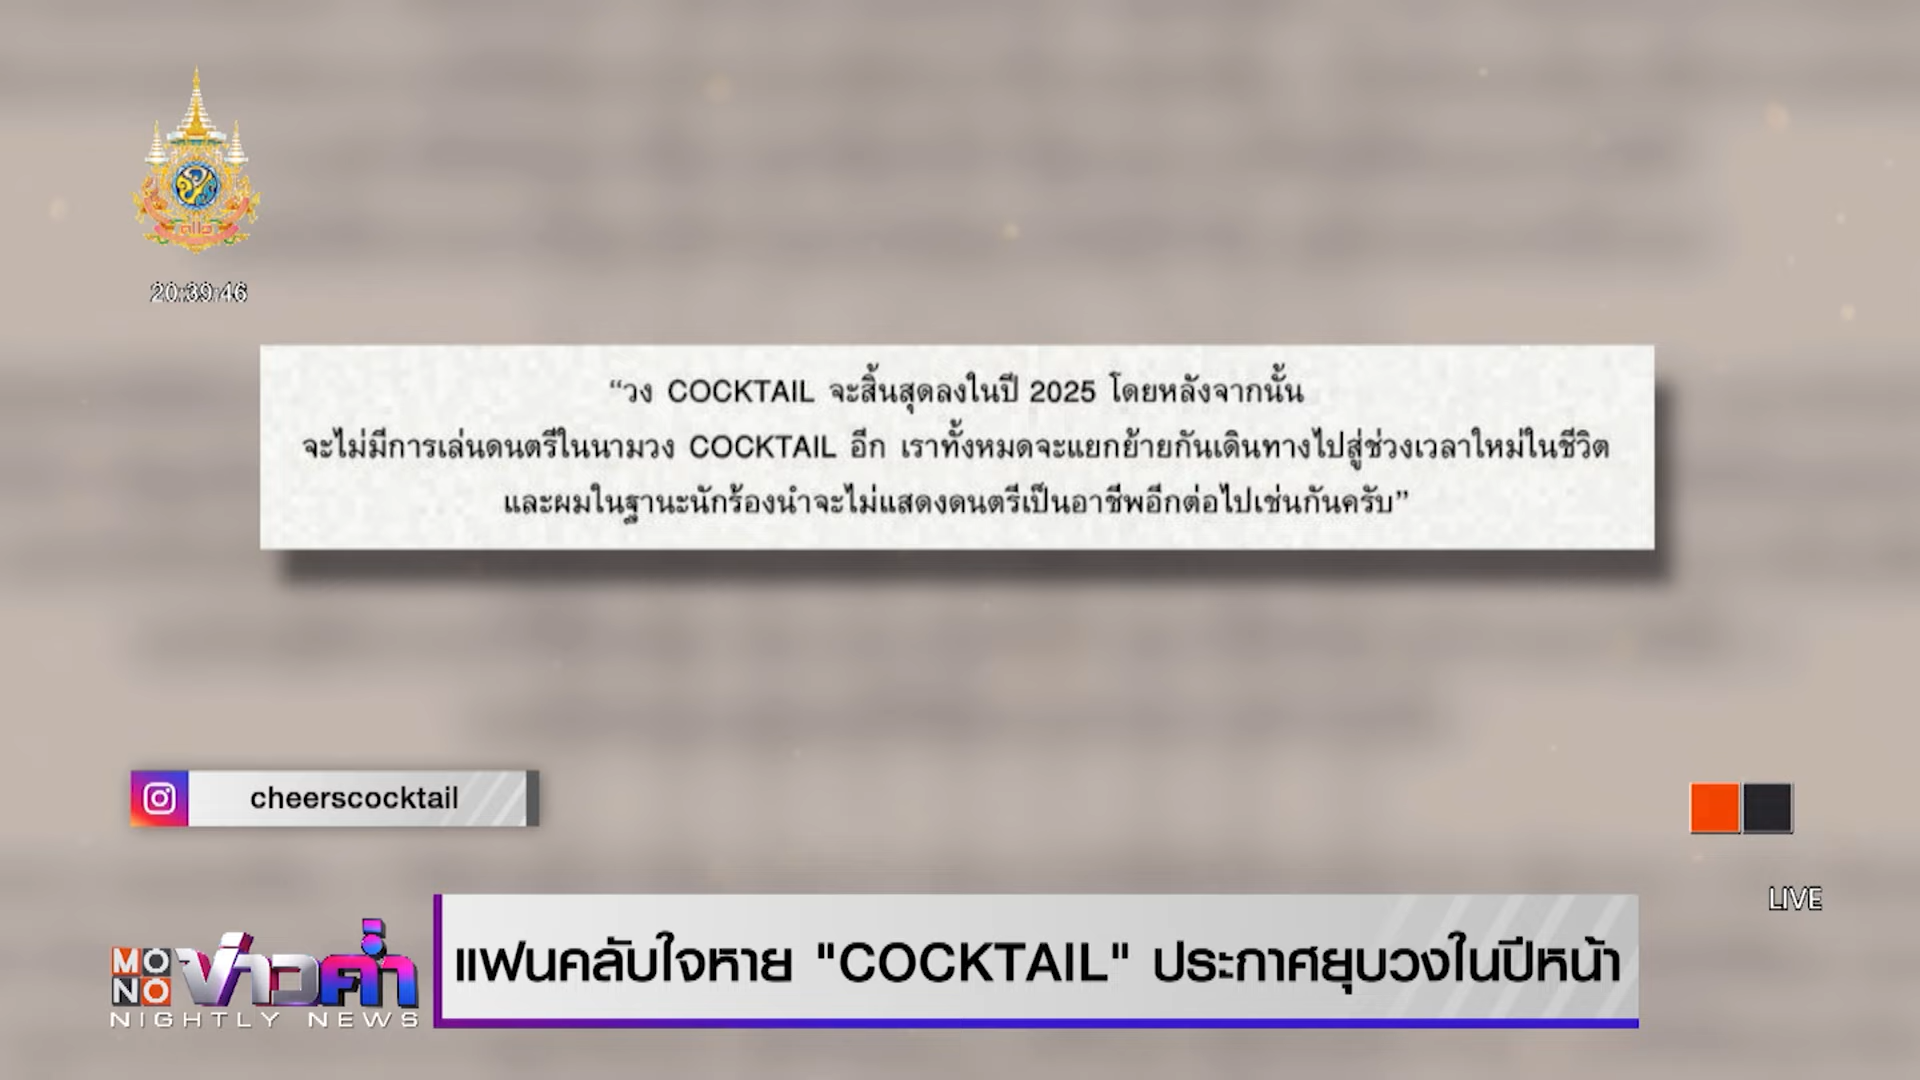 20:39:46
“วง COCKTAIL จะสิ้นสุดลงในปี 2025 โดยหลังจากนั้น
จะไม่มีการเล่นดนตรีในนามวง COCKTAIL อีก เราทั้งหมดจะแยกย้ายกันเดินทางไปสู่ช่วงเวลาใหม่ในชีวิต
และผมในฐานะนักร้องนำจะไม่แสดงดนตรีเป็นอาชีพอีกต่อไปเช่นกันครับ”
cheerscocktail
LIVE
MONO ข่าวค่ำ
NIGHTLY NEWS
แฟนคลับใจหาย "COCKTAIL" ประกาศยุบวงในปีหน้า